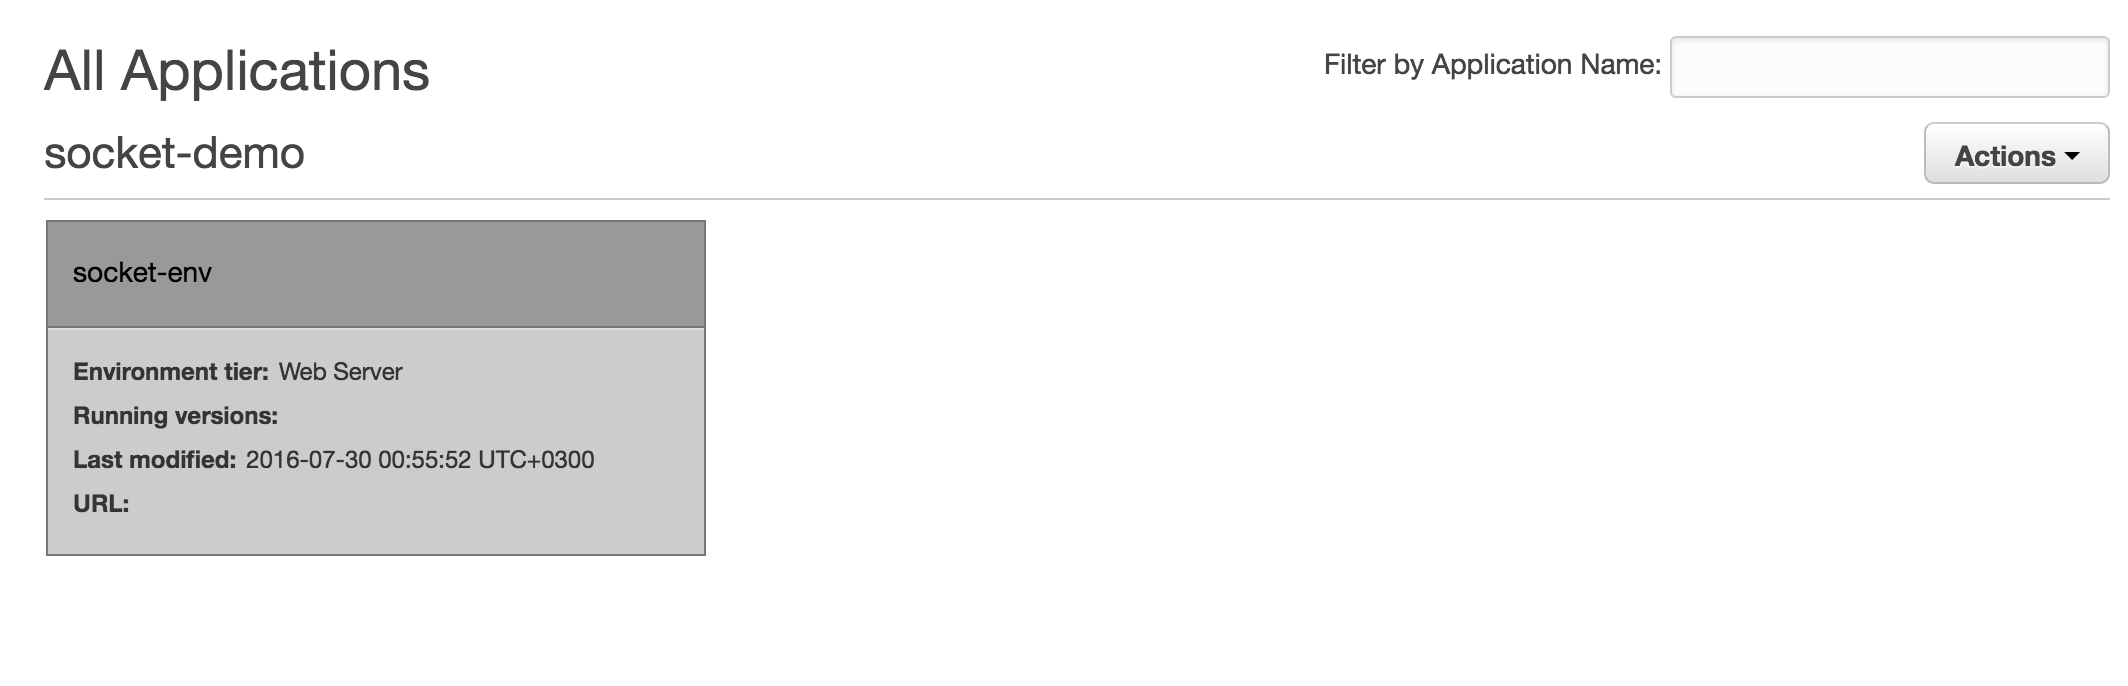 All Applications
Filter by Application Name:
socket-demo
Actions
socket-env
Environment tier: Web Server
Running versions:
Last modified: 2016-07-30 00:55:52 UTC+0300
URL: